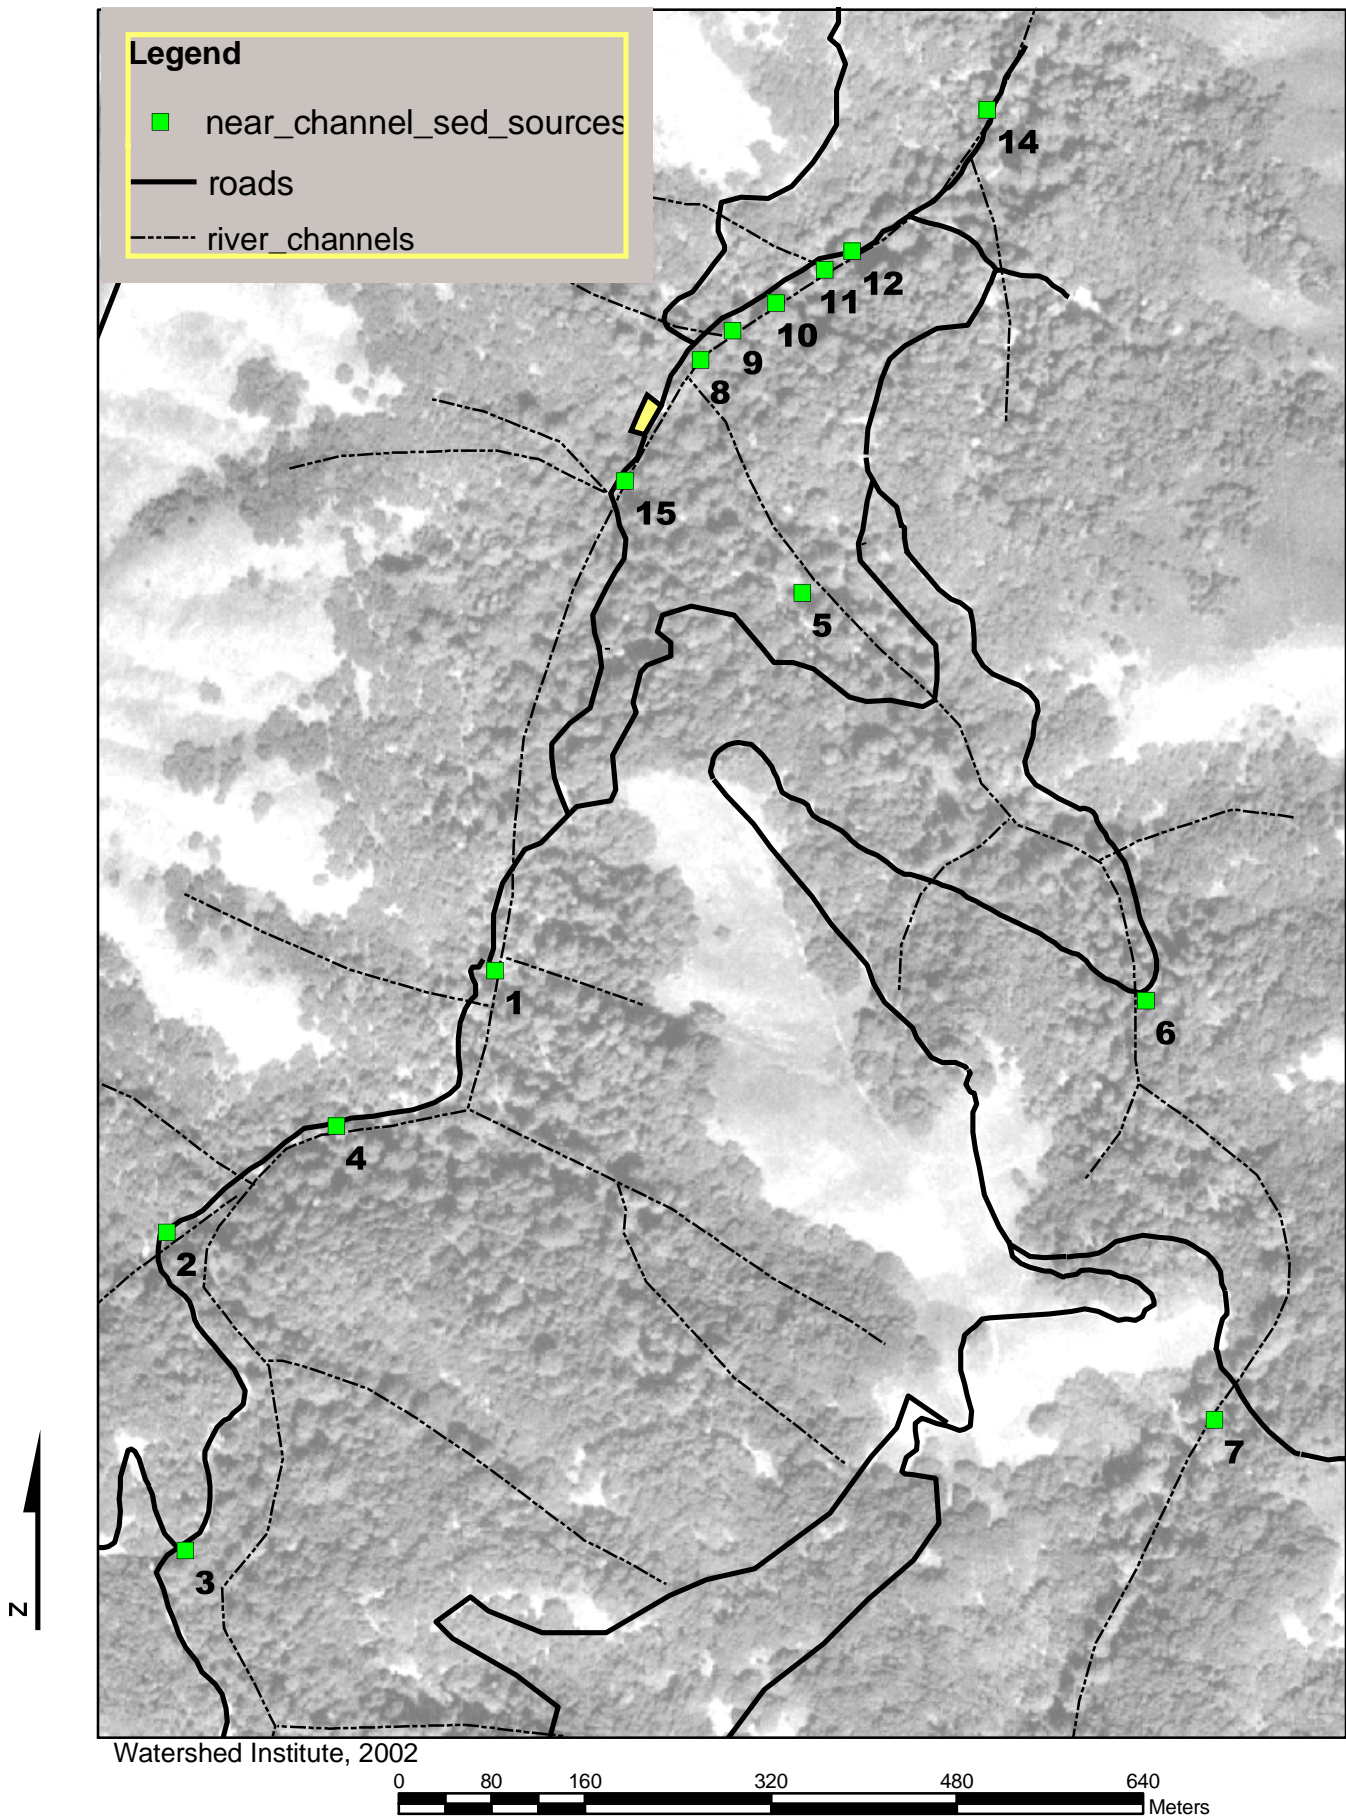 Legend
near_channel_sed_sources
roads
river_channels
14
12
11
10
9
8
15
5
1
6
4
2
7
3
N
Watershed Institute, 2002
0 80 160 320 480 640
Meters